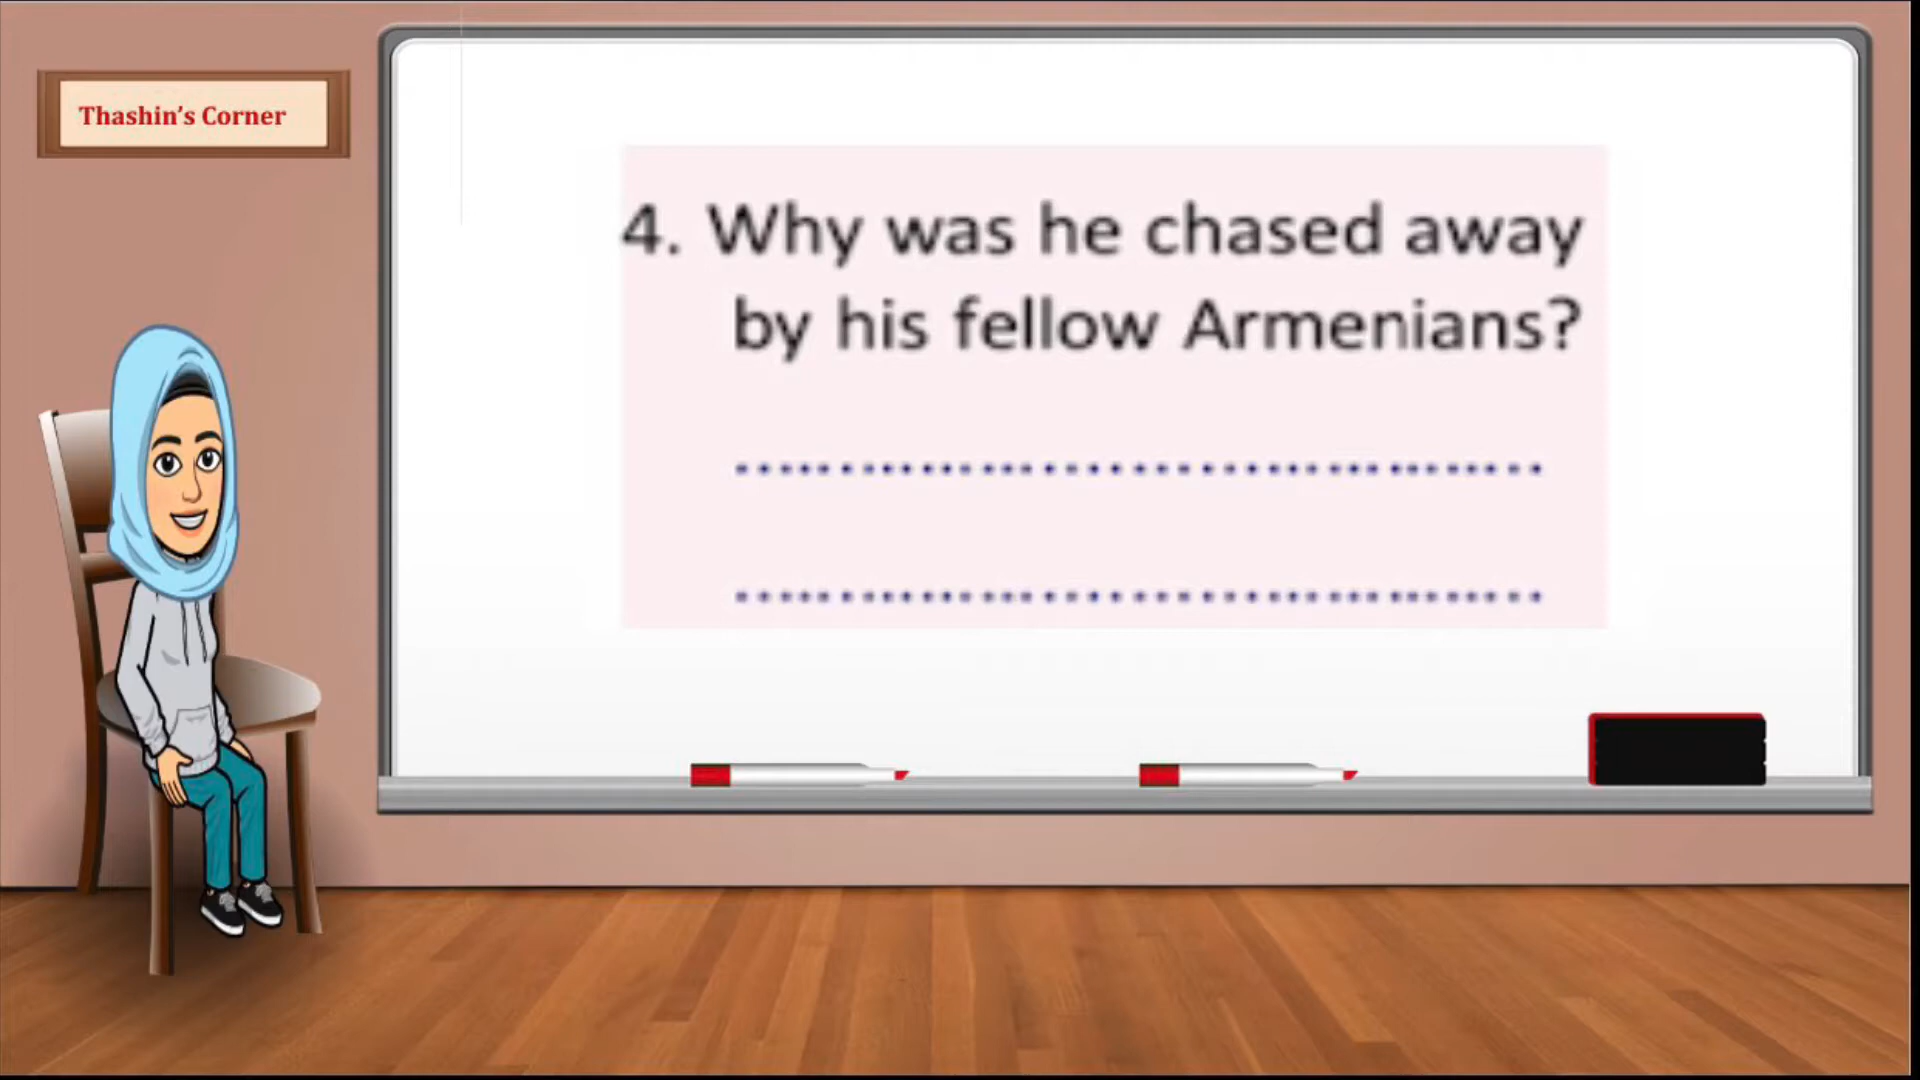 Thashin's Corner
4. Why was he chased away
by his fellow Armenians?